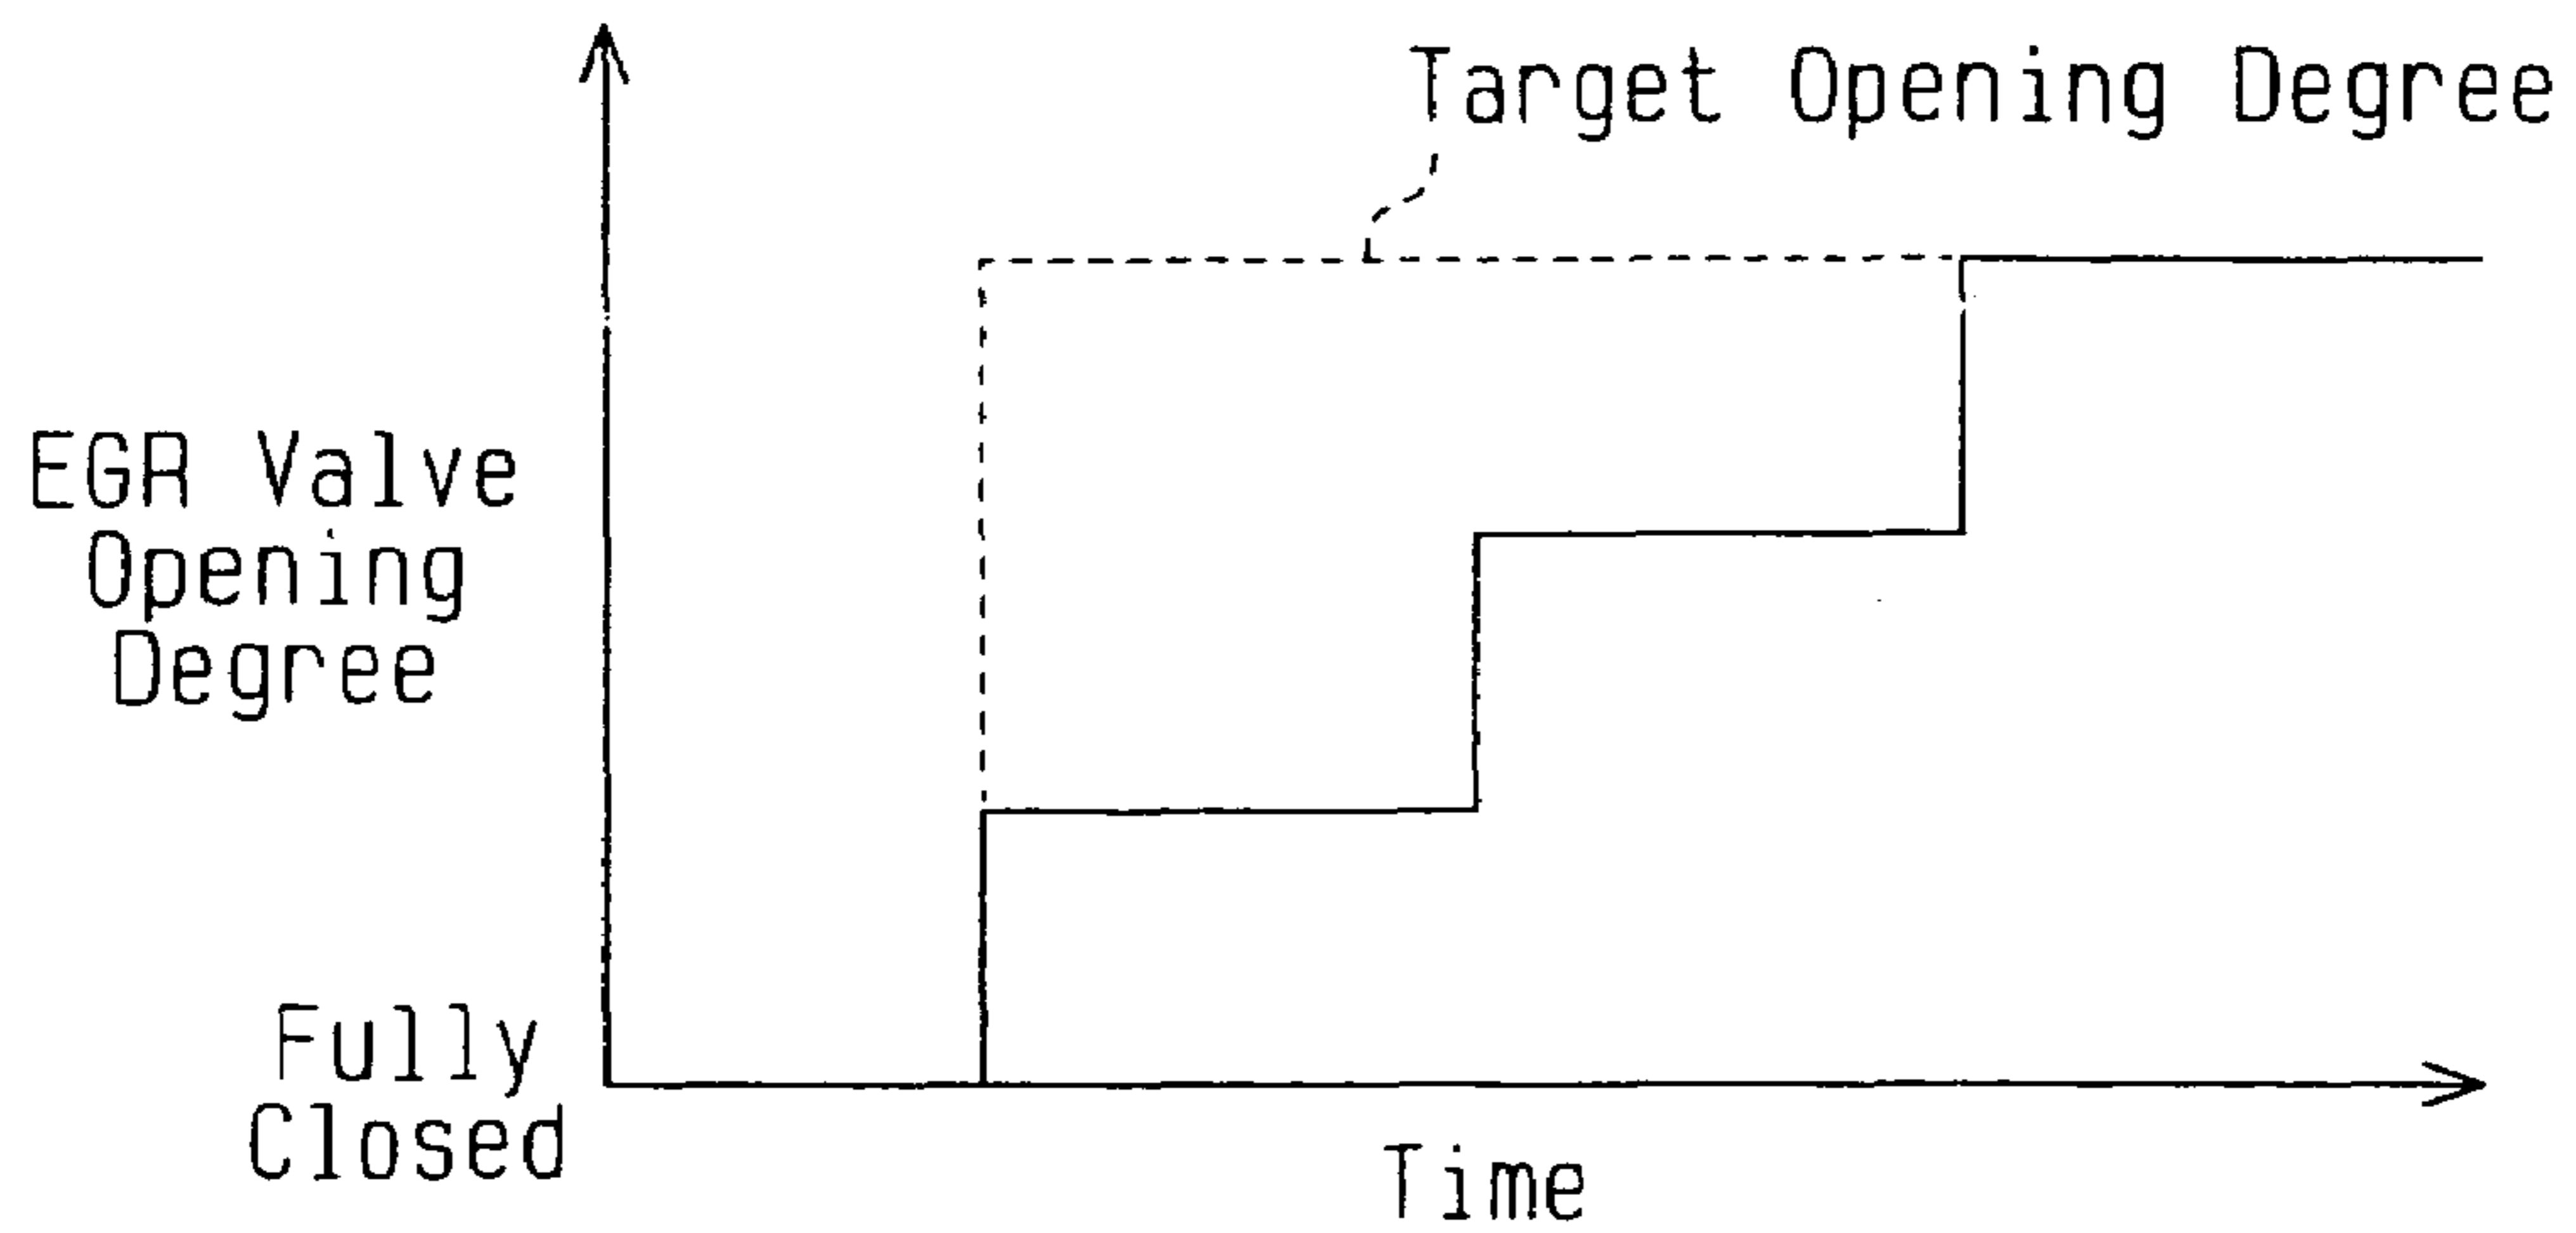 Target Opening Degree
EGR Valve
Opening
Degree
Fully
Closed
Time